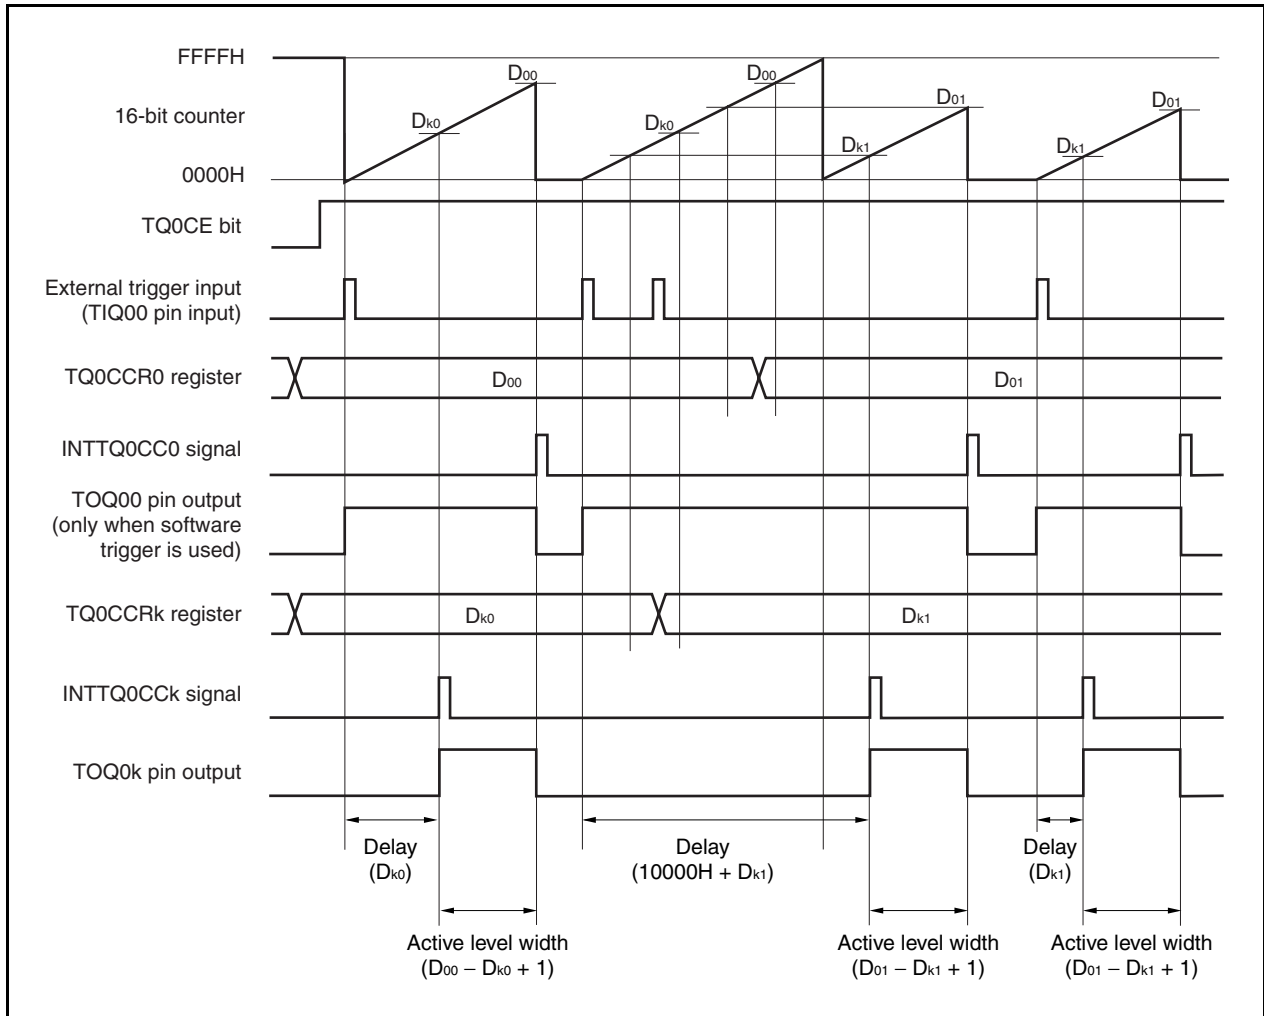 FFFFH
D00
D00
16-bit counter
Dk0
Dk0
D01
D01
Dk1
Dk1
0000H
TQ0CE bit
External trigger input
(TIQ00 pin input)
TQ0CCR0 register
D00
D01
INTTQ0CC0 signal
TOQ00 pin output
(only when software
trigger is used)
TQ0CCRk register
Dk0
Dk1
INTTQ0CCk signal
TOQ0k pin output
Delay
(Dk0)
Delay
(10000H + Dk1)
Delay
(Dk1)
Active level width
(D00 − Dk0 + 1)
Active level width
(D01 − Dk1 + 1)
Active level width
(D01 − Dk1 + 1)